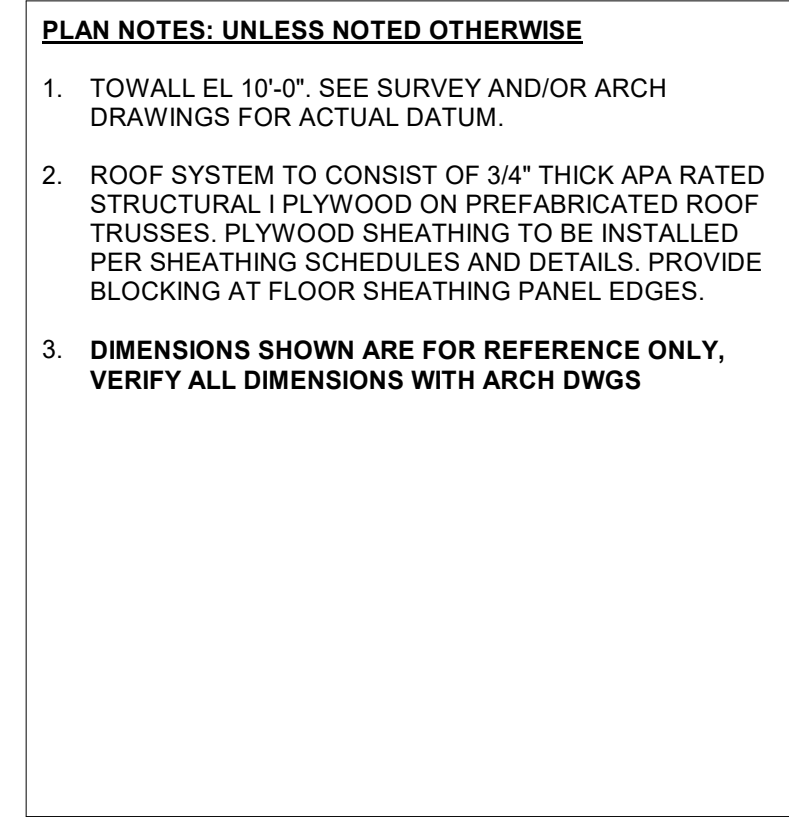 PLAN NOTES: UNLESS NOTED OTHERWISE
1. TOWALL EL 10'-0". SEE SURVEY AND/OR ARCH
DRAWINGS FOR ACTUAL DATUM.
2. ROOF SYSTEM TO CONSIST OF 3/4" THICK APA RATED
STRUCTURAL I PLYWOOD ON PREFABRICATED ROOF
TRUSSES. PLYWOOD SHEATHING TO BE INSTALLED
PER SHEATHING SCHEDULES AND DETAILS. PROVIDE
BLOCKING AT FLOOR SHEATHING PANEL EDGES.
3. DIMENSIONS SHOWN ARE FOR REFERENCE ONLY,
VERIFY ALL DIMENSIONS WITH ARCH DWGS